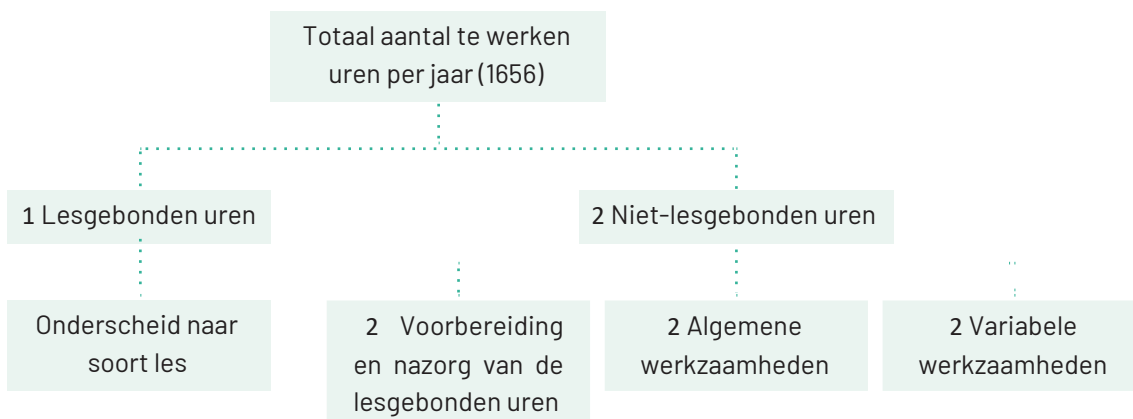 Totaal aantal te werken
uren per jaar (1656)
1 Lesgebonden uren
2 Niet-lesgebonden uren
Onderscheid naar
soort les
2 Voorbereiding
en nazorg van de
lesgebonden uren
2 Algemene
werkzaamheden
2 Variabele
werkzaamheden